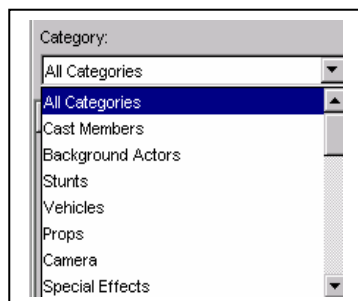 Category:
All Categories
All Categories
Cast Members
Background Actors
Stunts
Vehicles
Props
Camera
Special Effects